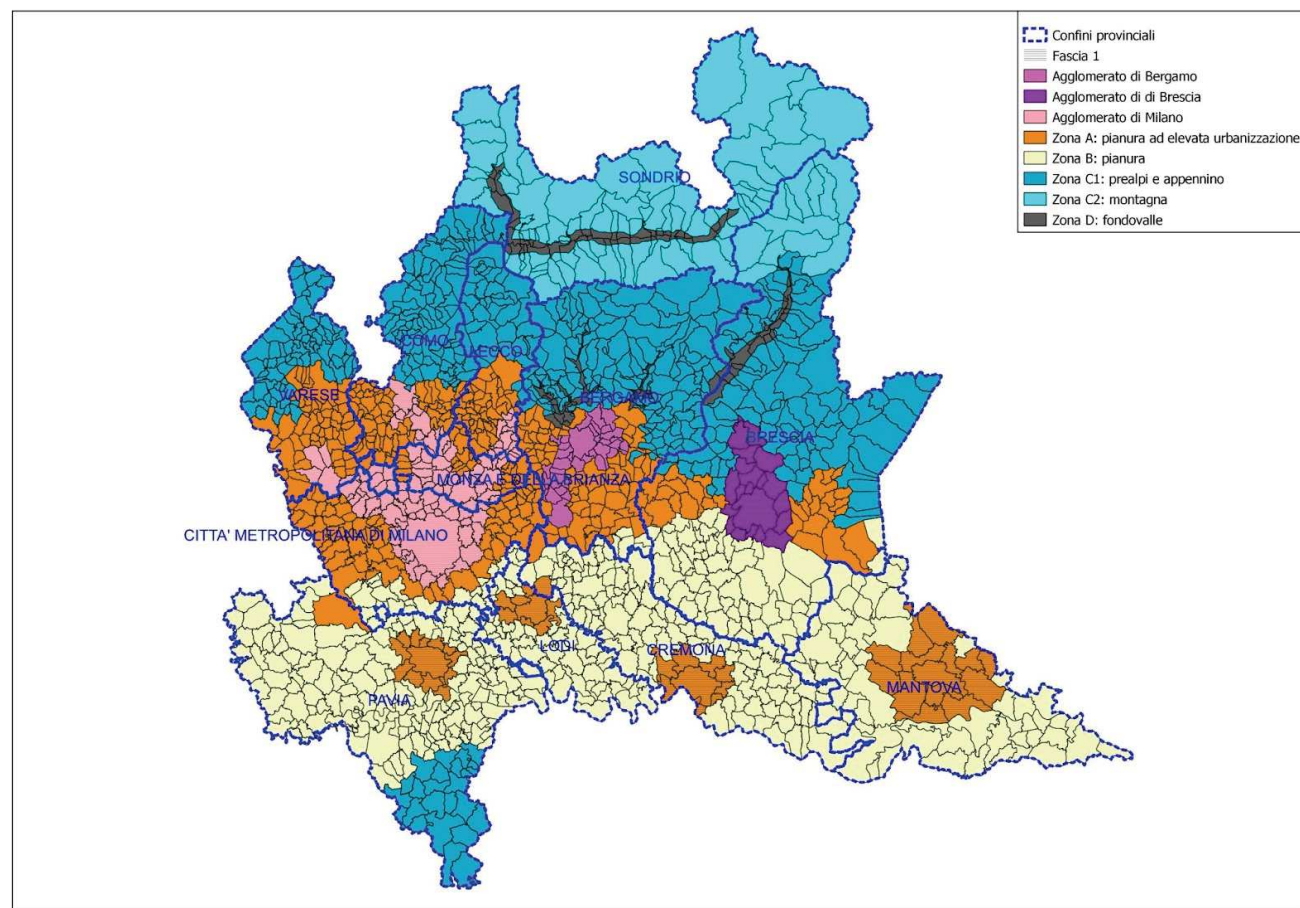 Confini provinciali
Fascia 1
Agglomerato di Bergamo
Agglomerato di di Brescia
Agglomerato di Milano
Zona A: pianura ad elevata urbanizzazione
Zona B: pianura
Zona C1: prealpi e appennino
Zona C2: montagna
Zona D: fondovalle
SONDRIO
COMO
LECCO
VARESE
BERGAMO
BRESCIA
MONZA E DELLA BRIANZA
CITTA' METROPOLITANA DI MILANO
LODI
CREMONA
MANTOVA
PAVIA